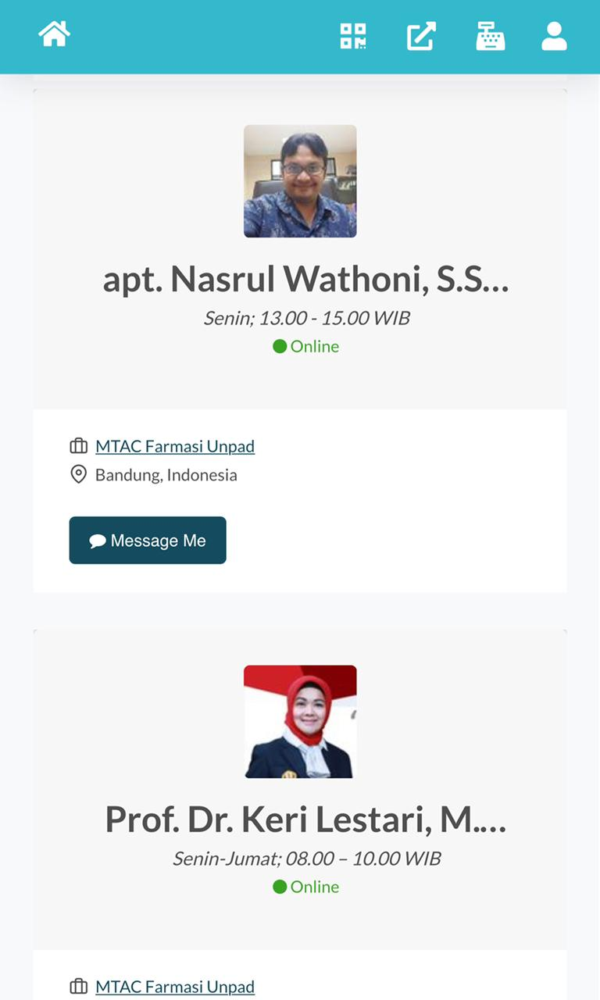 apt. Nasrul Wathoni, S.S...
Senin; 13.00 - 15.00 WIB
Online
MTAC Farmasi Unpad
Bandung, Indonesia
Message Me
Prof. Dr. Keri Lestari, M....
Senin-Jumat; 08.00 – 10.00 WIB
Online
MTAC Farmasi Unpad